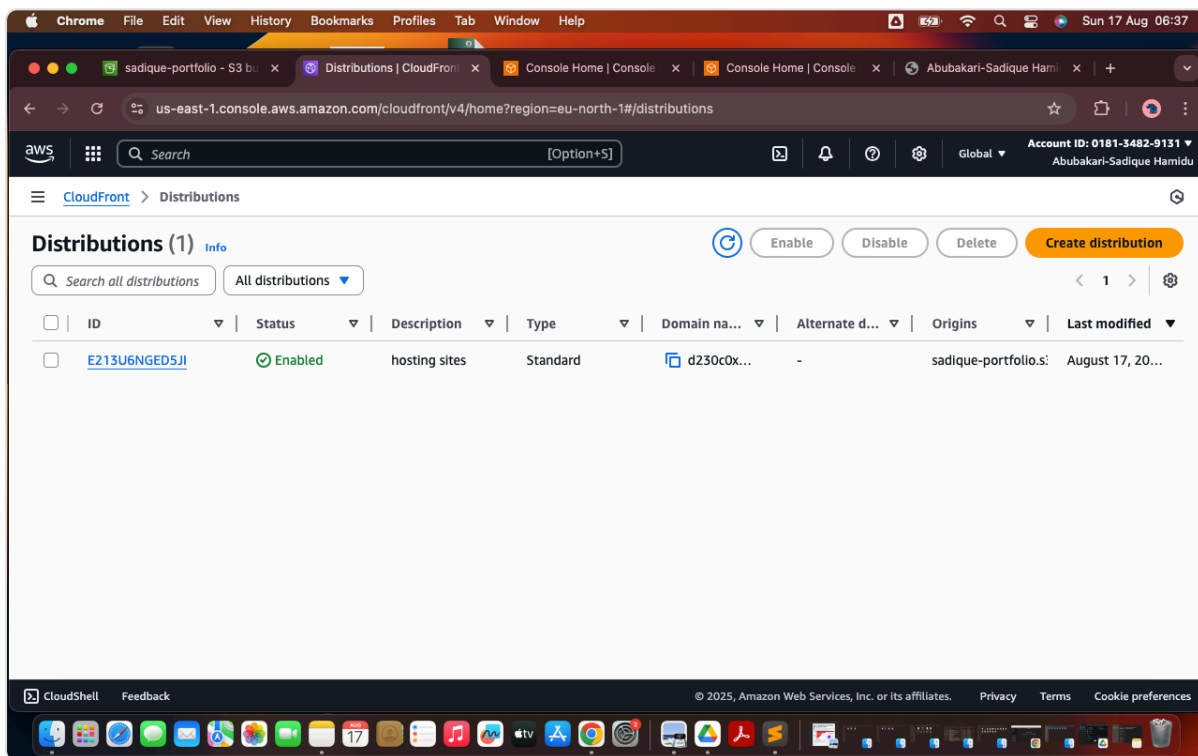 Chrome File Edit View History Bookmarks Profiles Tab Window Help Sun 17 Aug 06:37
sadique-portfolio - S3 bu Distributions | CloudFron Console Home | Console Console Home | Console Abubakari-Sadique Hami
us-east-1.console.aws.amazon.com/cloudfront/v4/home?region=eu-north-1#/distributions
aws Search [Option+S] Global Account ID: 0181-3482-9131
Abubakari-Sadique Hamidu
CloudFront > Distributions
Distributions (1) Info Enable Disable Delete Create distribution
Search all distributions All distributions 1
ID Status Description Type Domain na... Alternate d... Origins Last modified
E213U6NGED5JI Enabled hosting sites Standard d230c0x... - sadique-portfolio.s3 August 17, 20...
CloudShell Feedback © 2025, Amazon Web Services, Inc. or its affiliates. Privacy Terms Cookie preferences
AUG
17
tv